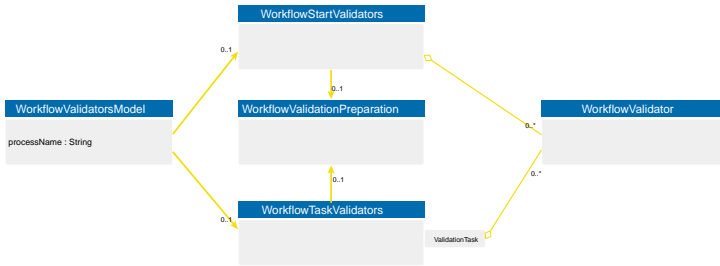 WorkflowStartValidators
0..1
0..1
WorkflowValidatorsModel
WorkflowValidationPreparation
WorkflowValidator
processName : String
0..*
0..1
0..*
WorkflowTaskValidators
0..1
ValidationTask